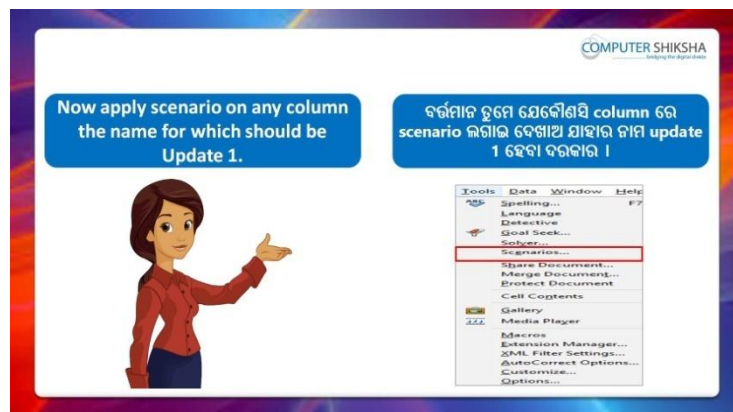 COMPUTER SHIKSHA
bridging the digital divide
Now apply scenario on any column
the name for which should be
Update 1.
ବର୍ତ୍ତମାନ ତୁମେ ଯେକୌଣସି column ରେ
scenario ଲଗାଇ ଦେଖାଅ ଯାହାର ନାମ update
1 ହେବା ଦରକାର ।
Tools Data Window Help
Spelling... F7
Language
Detective
Goal Seek...
Solver...
Scenarios...
Share Document...
Merge Document...
Protect Document
Cell Contents
Gallery
Media Player
Macros
Extension Manager...
XML Filter Settings...
AutoCorrect Options...
Customize...
Options...